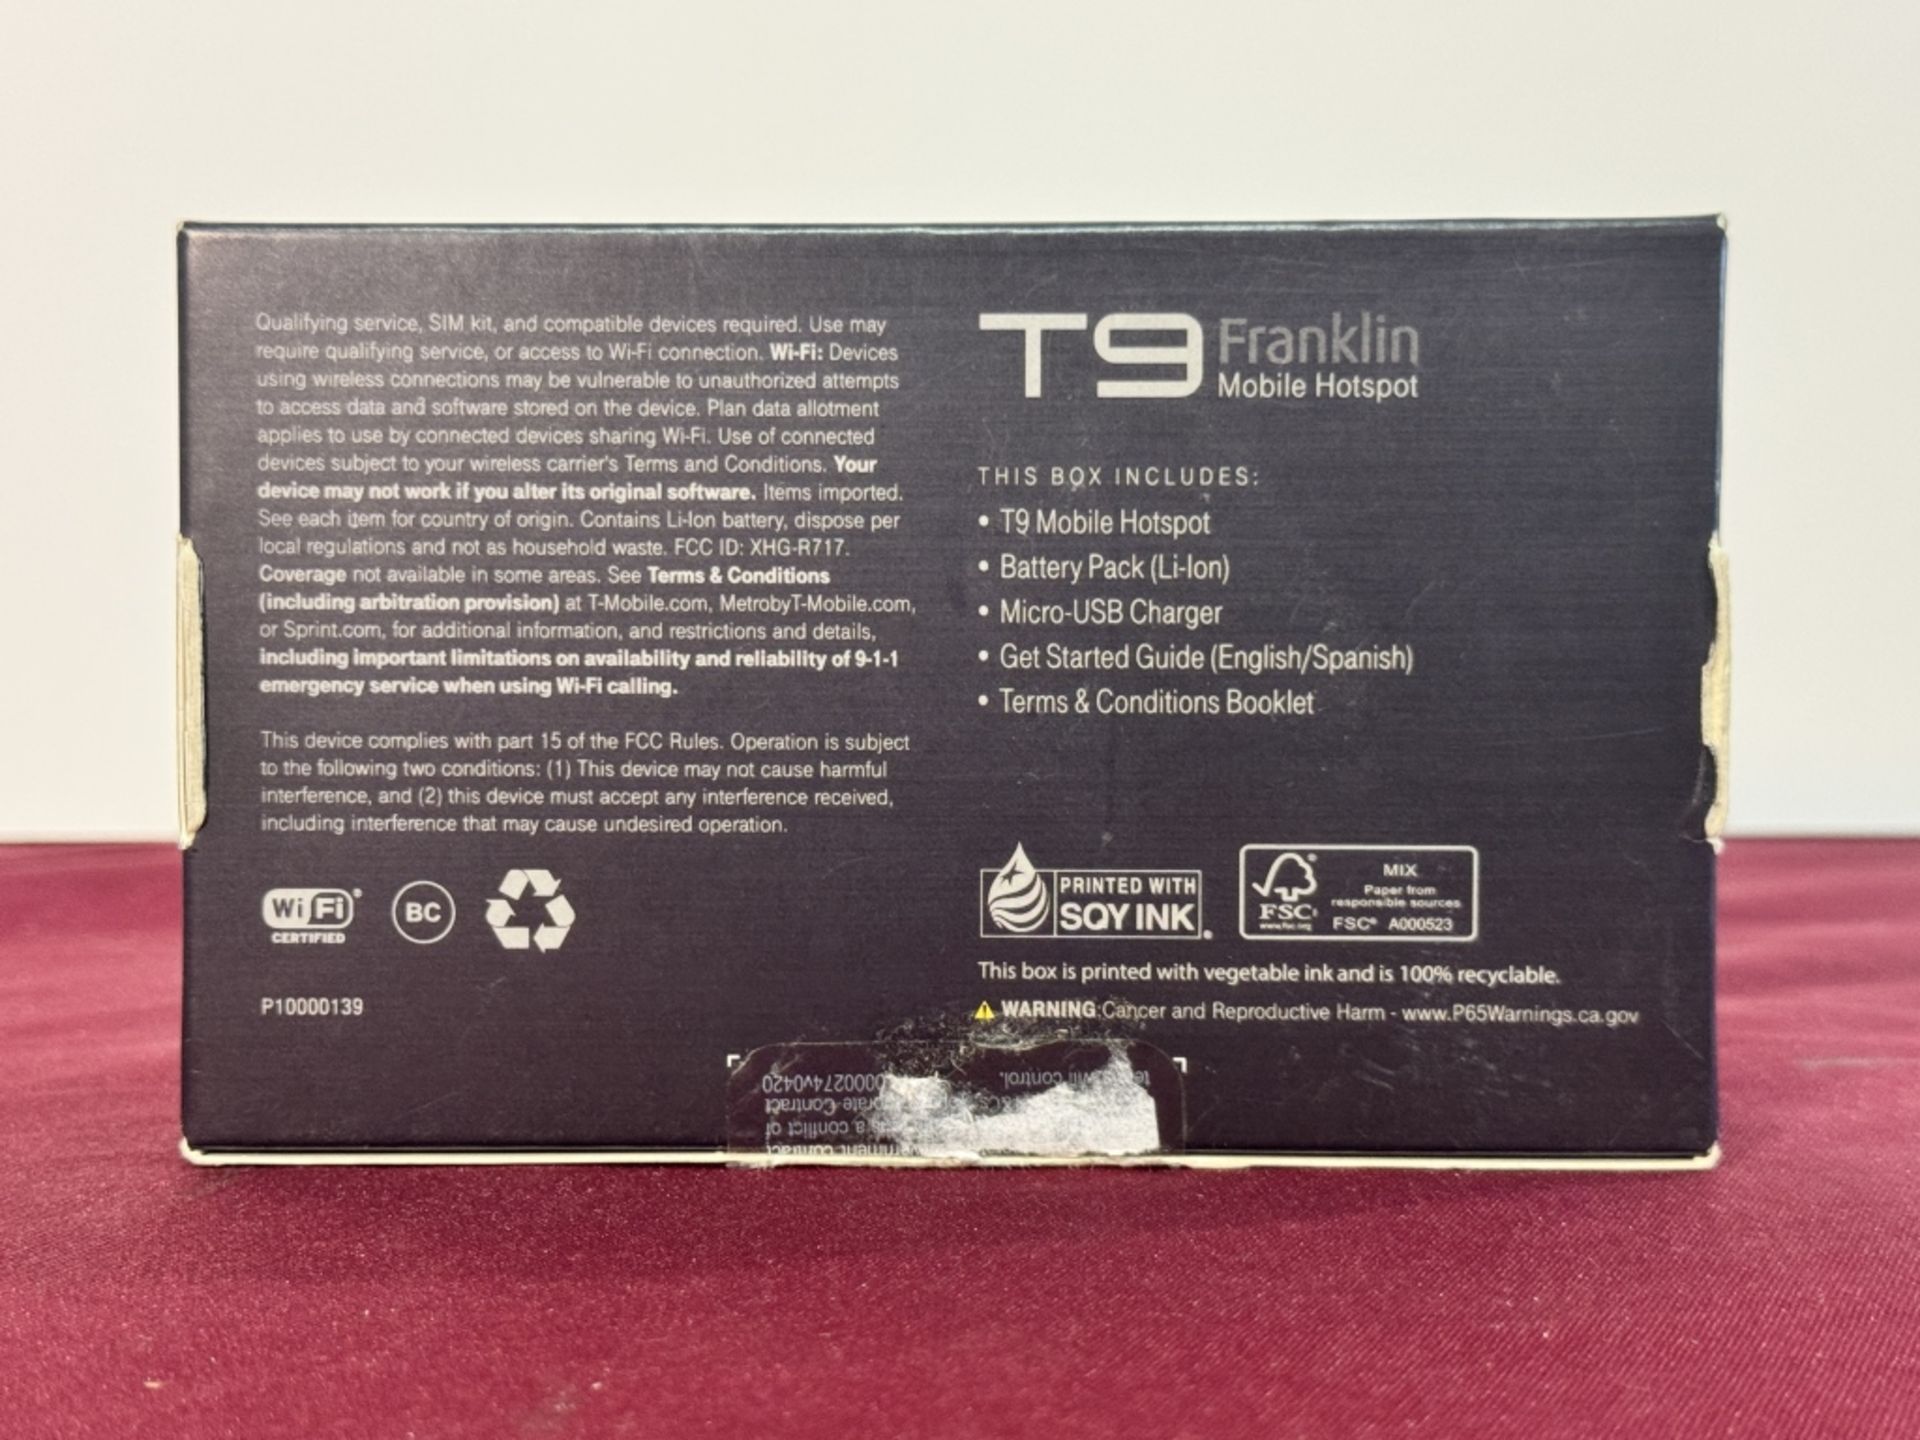 Qualifying service, SIM kit, and compatible devices required. Use may
require qualifying service, or access to Wi-Fi connection. Wi-Fi: Devices
using wireless connections may be vulnerable to unauthorized attempts
to access data and software stored on the device. Plan data allotment
applies to use by connected devices sharing Wi-Fi. Use of connected
devices subject to your wireless carrier's Terms and Conditions. Your
device may not work if you alter its original software. Items imported.
See each item for country of origin. Contains Li-Ion battery, dispose per
local regulations and not as household waste. FCC ID: XHG-R717.
Coverage not available in some areas. See Terms & Conditions
(including arbitration provision) at T-Mobile.com, MetrobyT-Mobile.com,
or Sprint.com, for additional information, and restrictions and details,
including important limitations on availability and reliability of 9-1-1
emergency service when using Wi-Fi calling.
This device complies with part 15 of the FCC Rules. Operation is subject
to the following two conditions: (1) This device may not cause harmful
interference, and (2) this device must accept any interference received,
including interference that may cause undesired operation.
Wi Fi®
CERTIFIED
BC
P10000139
T9 Franklin
Mobile Hotspot
THIS BOX INCLUDES:
• T9 Mobile Hotspot
• Battery Pack (Li-Ion)
• Micro-USB Charger
• Get Started Guide (English/Spanish)
• Terms & Conditions Booklet
PRINTED WITH
SOY INK
FSC
www.fsc.org
MIX
Paper from
responsible sources
FSC® A000523
This box is printed with vegetable ink and is 100% recyclable.
WARNING: Cancer and Reproductive Harm - www.P65Warnings.ca.gov
contract
a conflict of
Contract
will control. 0000274v0420